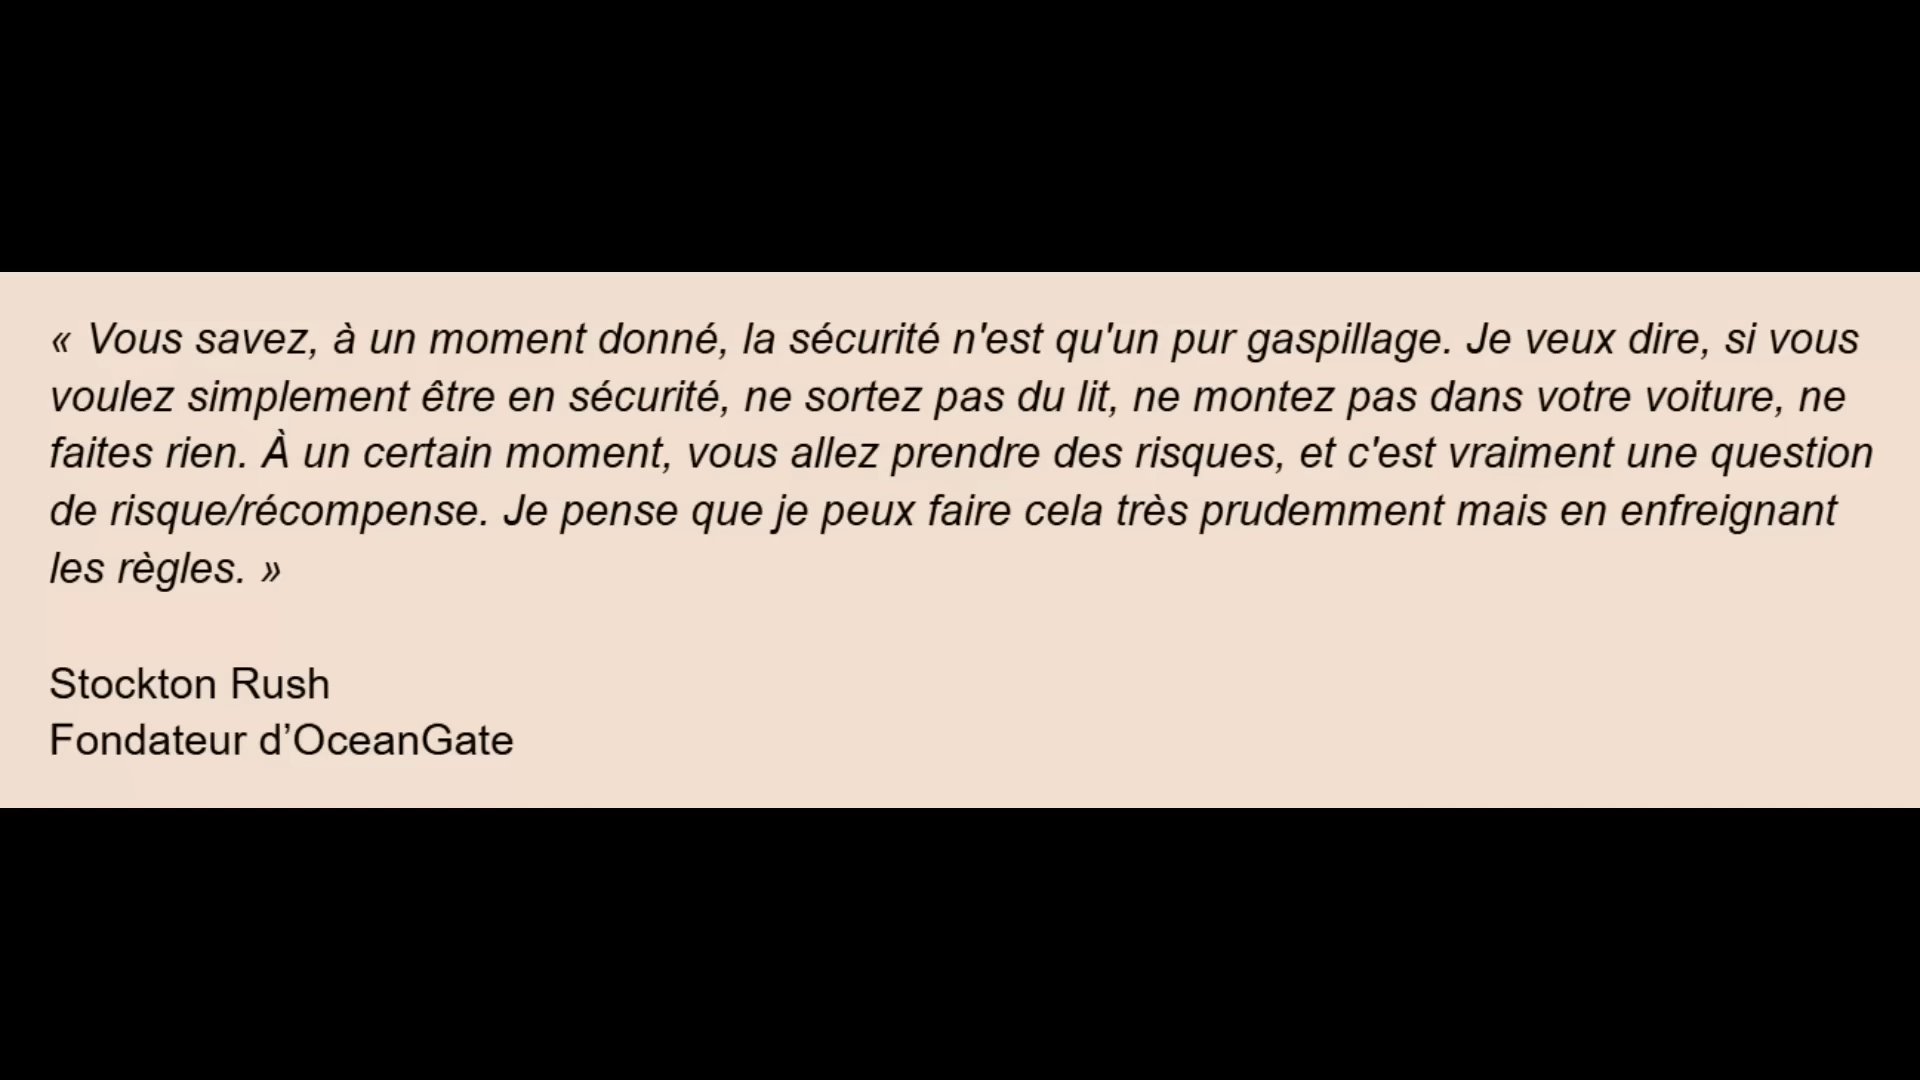 « Vous savez, à un moment donné, la sécurité n'est qu'un pur gaspillage. Je veux dire, si vous
voulez simplement être en sécurité, ne sortez pas du lit, ne montez pas dans votre voiture, ne
faites rien. À un certain moment, vous allez prendre des risques, et c'est vraiment une question
de risque/récompense. Je pense que je peux faire cela très prudemment mais en enfreignant
les règles. »
Stockton Rush
Fondateur d’OceanGate